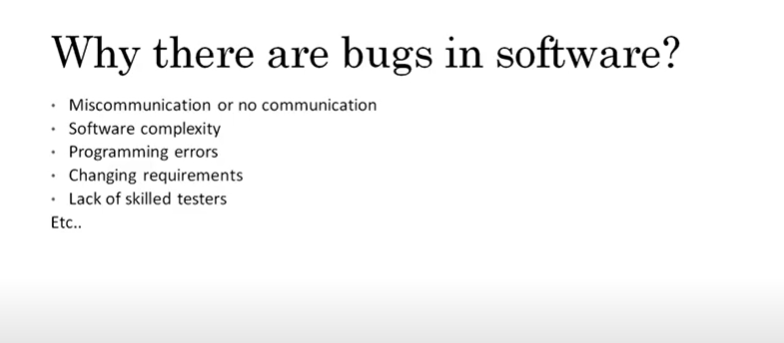 Why there are bugs in software?
• Miscommunication or no communication
• Software complexity
• Programming errors
• Changing requirements
• Lack of skilled testers
Etc..